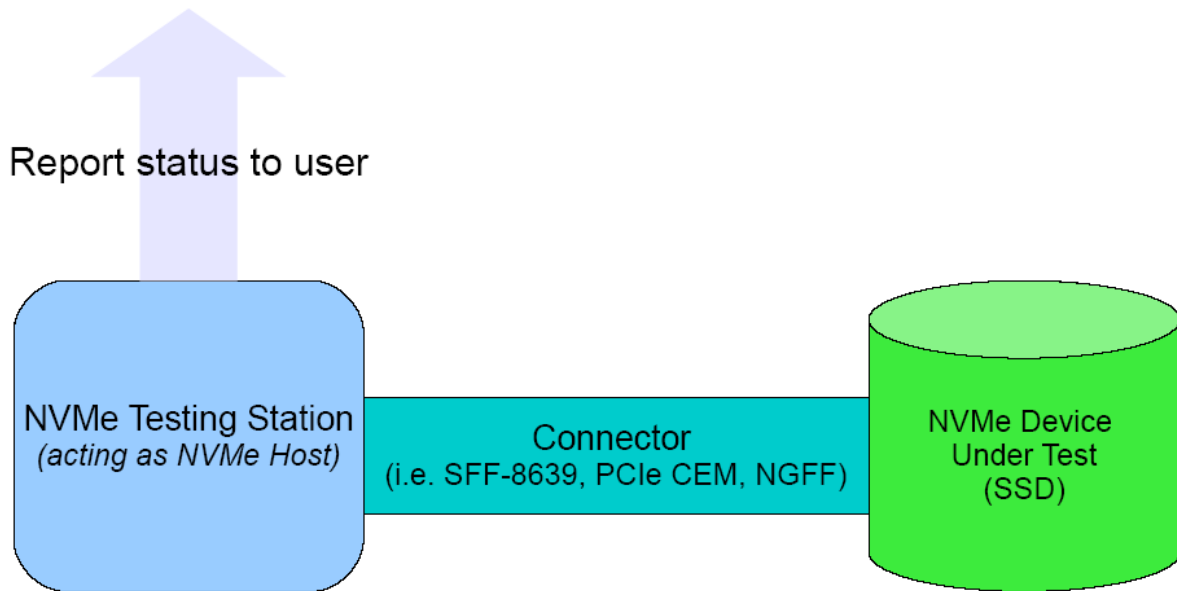 Report status to user
NVMe Testing Station
(acting as NVMe Host)
Connector
(i.e. SFF-8639, PCIe CEM, NGFF)
NVMe Device
Under Test
(SSD)